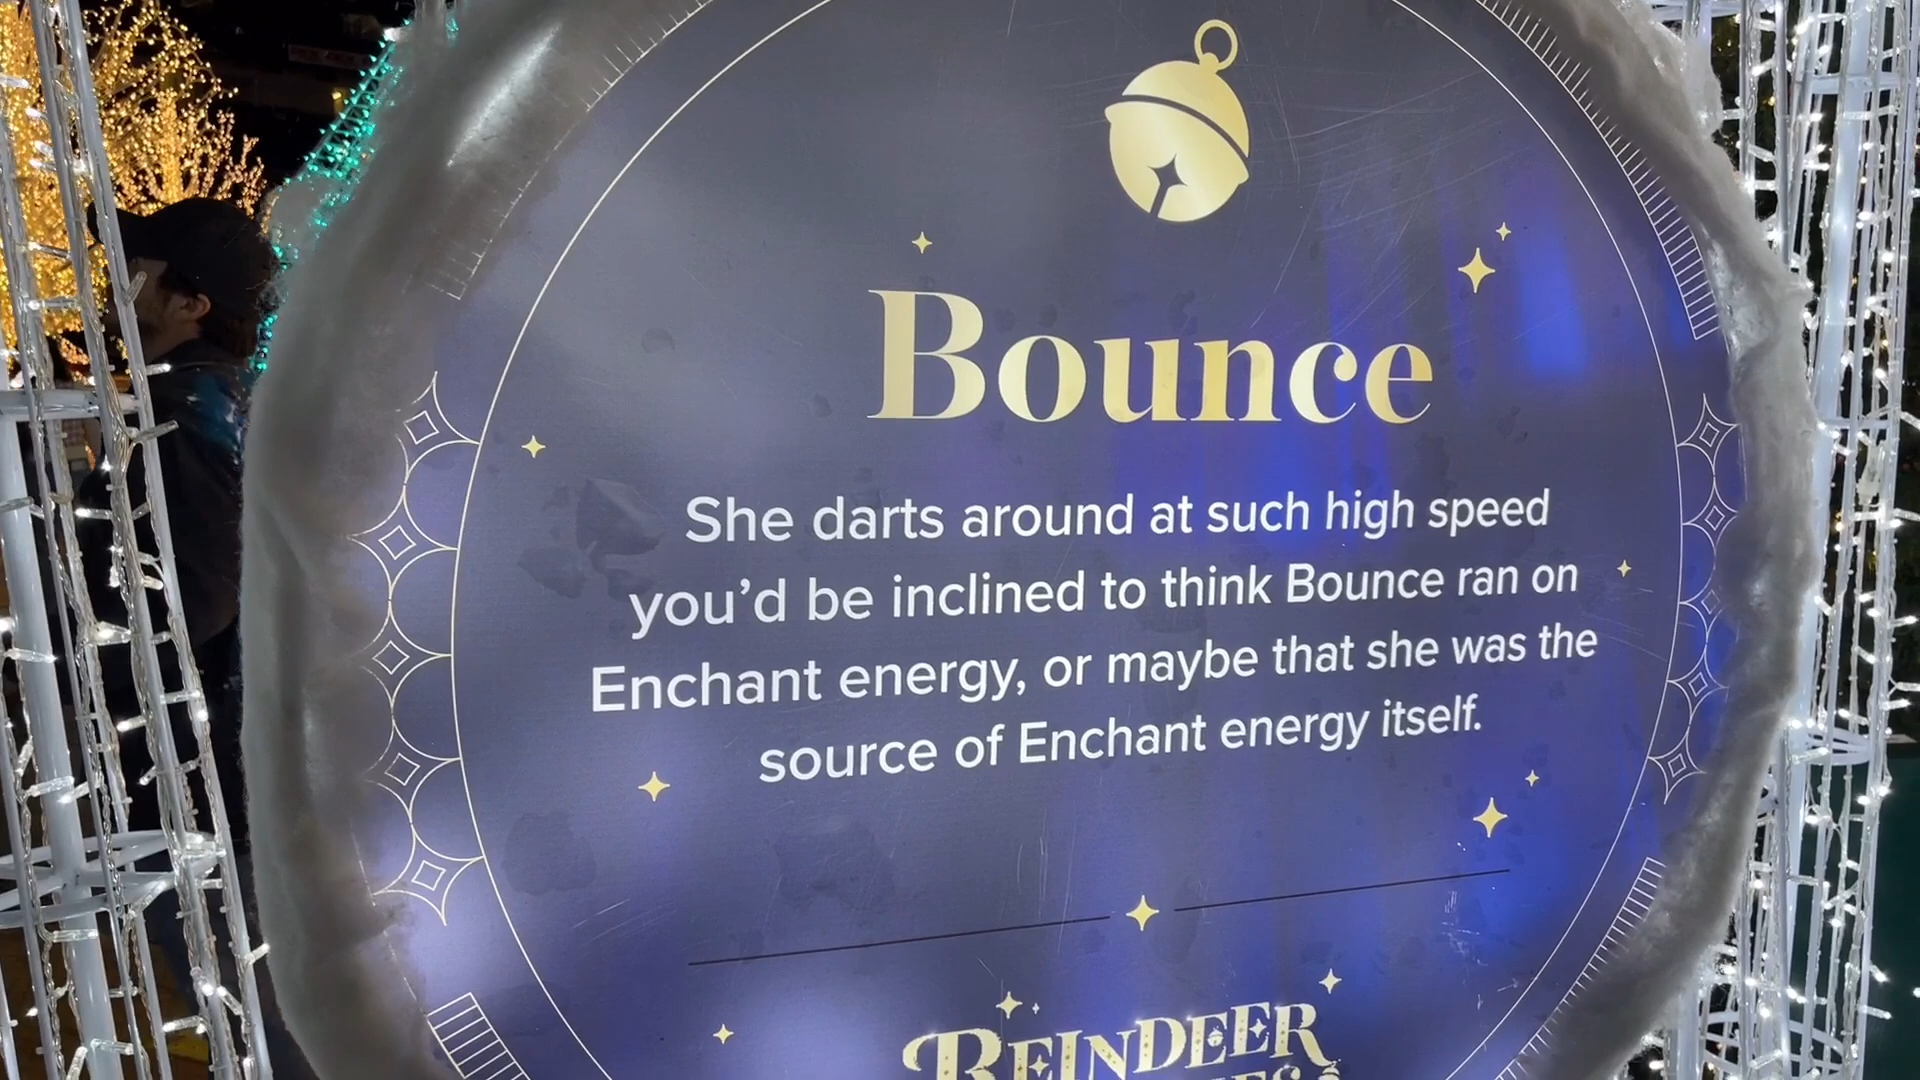 Bounce
She darts around at such high speed
you’d be inclined to think Bounce ran on
Enchant energy, or maybe that she was the
source of Enchant energy itself.
REINDEER